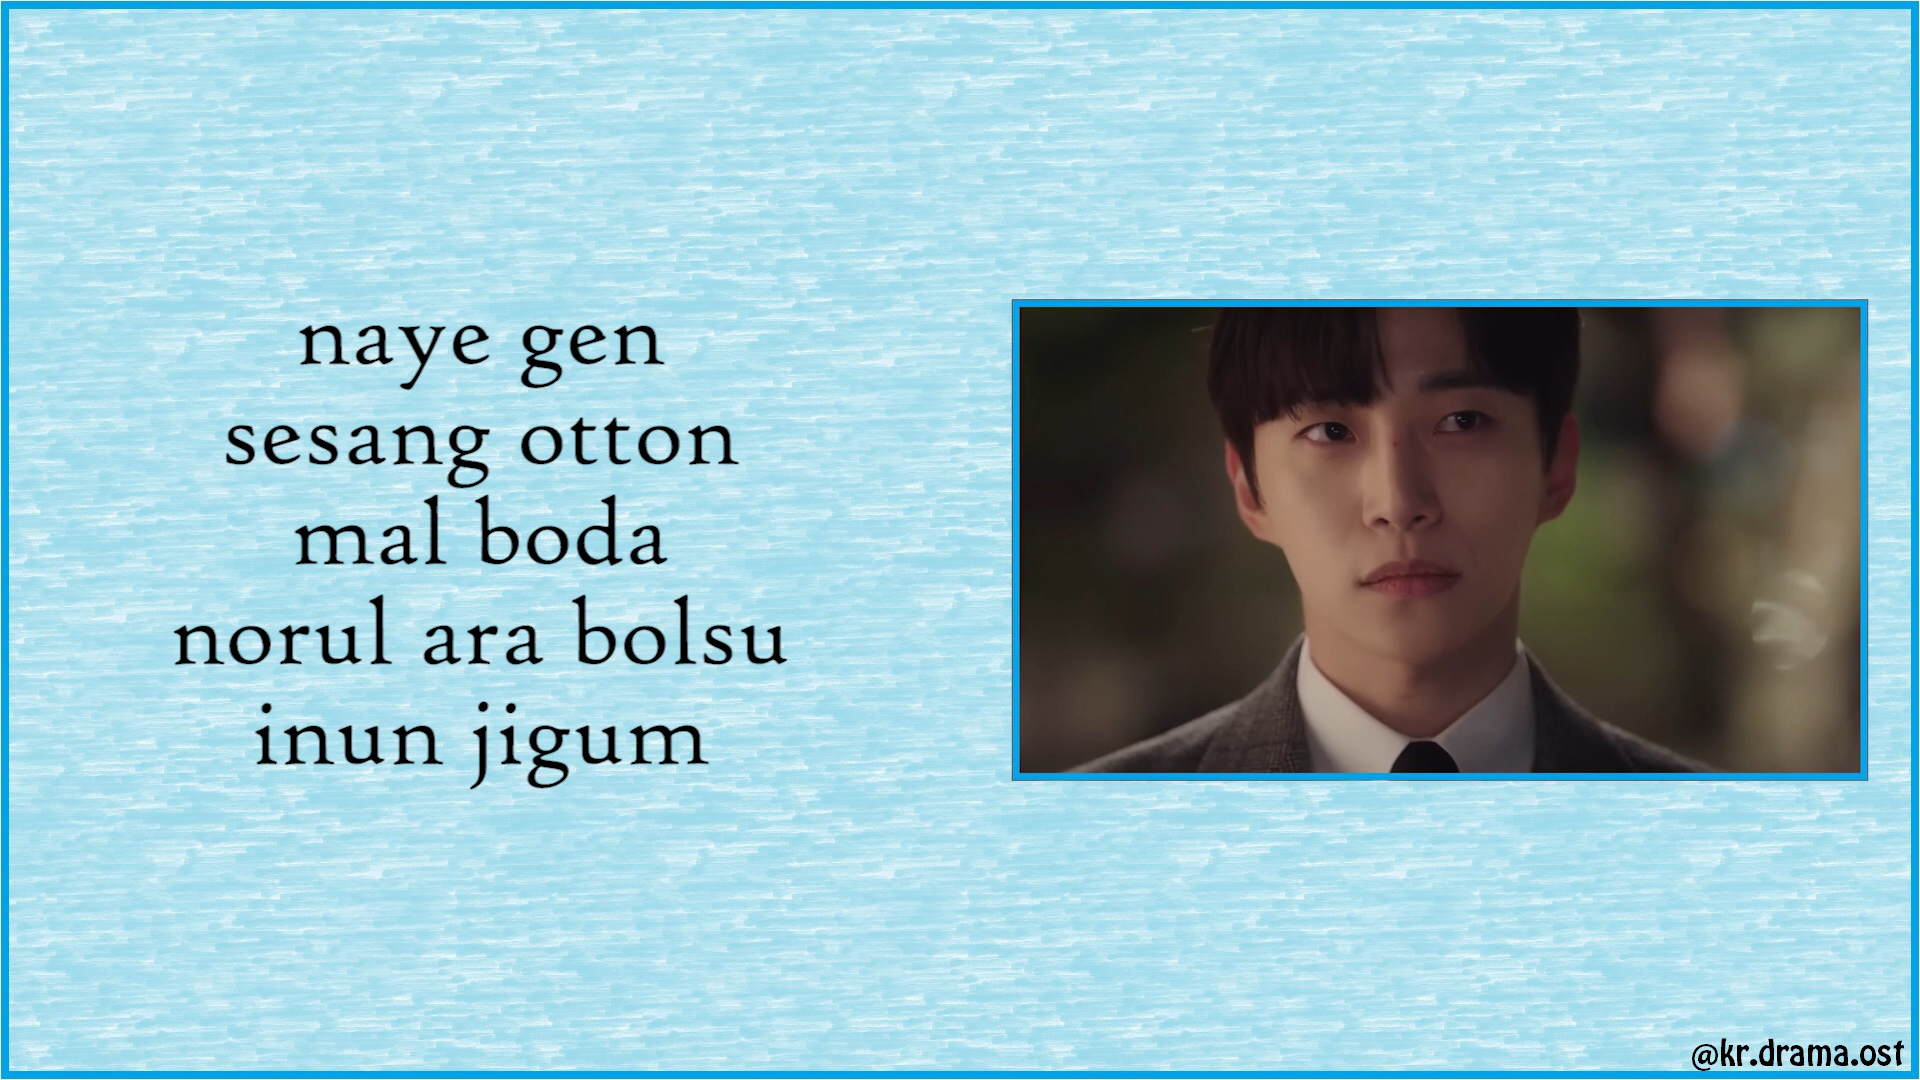 naye gen
sesang otton
mal boda
norul ara bolsu
inun jigum
@kr.drama.ost